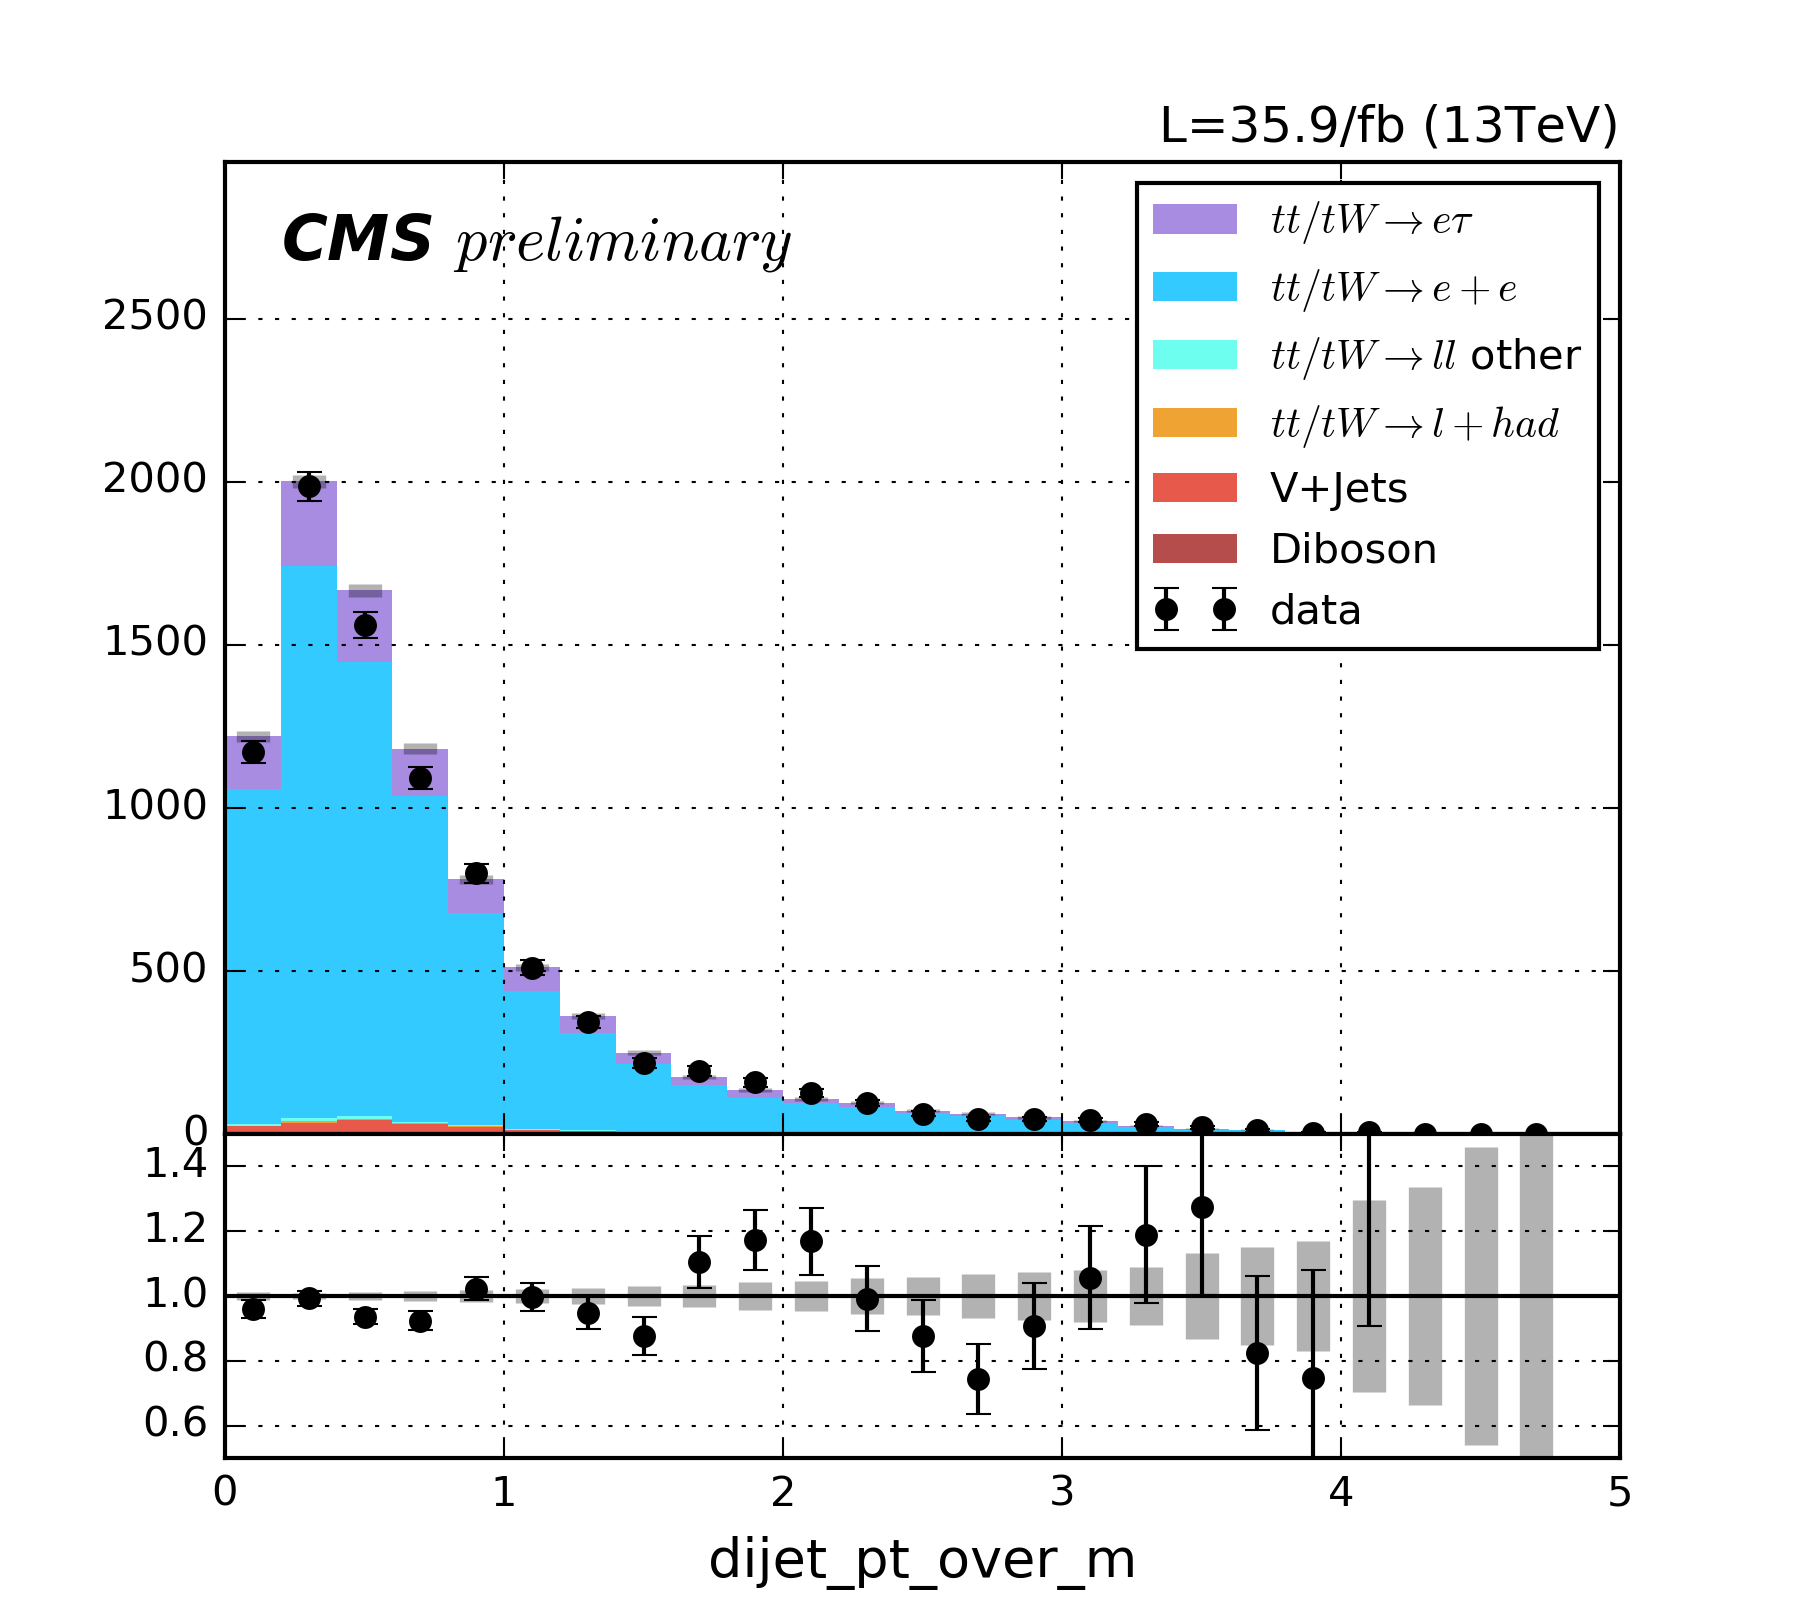 L=35.9/fb (13TeV)
CMS preliminary
tt/tW→eτ
tt/tW→e+e
tt/tW→ll other
tt/tW→l+had
V+Jets
Diboson
data
2500
2000
1500
1000
500
0
1.4
1.2
1.0
0.8
0.6
0 1 2 3 4 5
dijet_pt_over_m